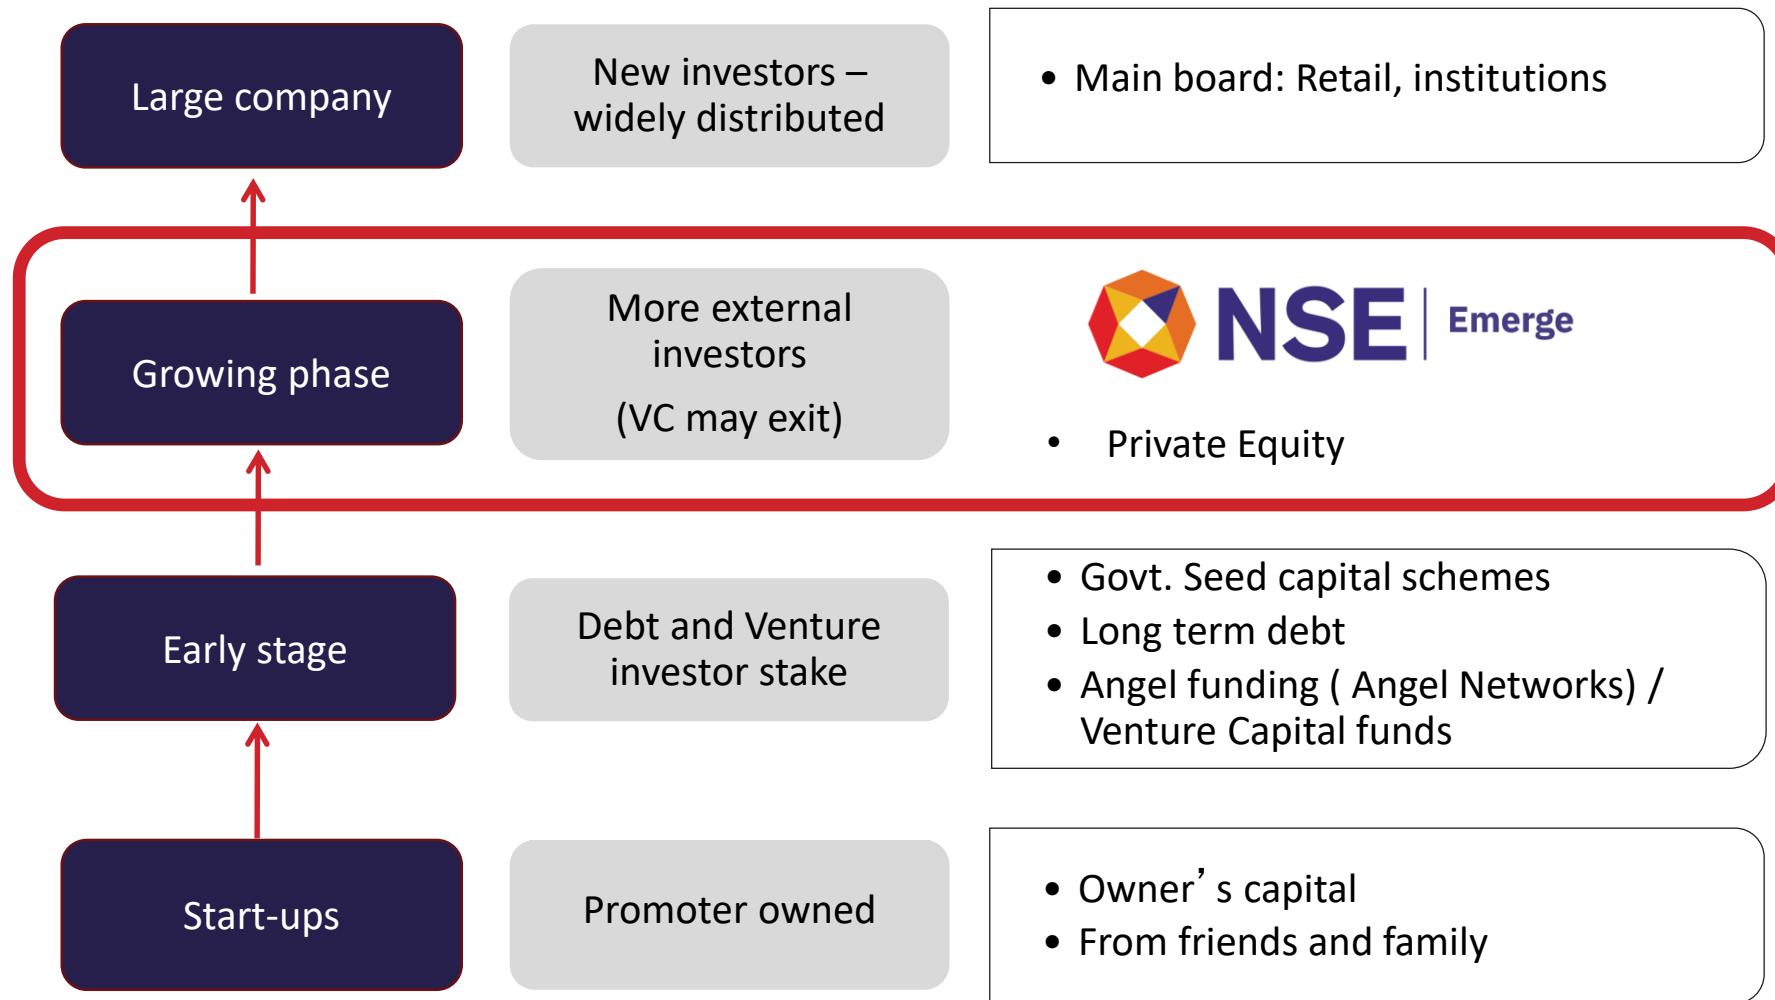 Large company
New investors –
widely distributed
• Main board: Retail, institutions
Growing phase
More external
investors
(VC may exit)
NSE | Emerge
• Private Equity
Early stage
Debt and Venture
investor stake
• Govt. Seed capital schemes
• Long term debt
• Angel funding ( Angel Networks) /
Venture Capital funds
Start-ups
Promoter owned
• Owner’ s capital
• From friends and family